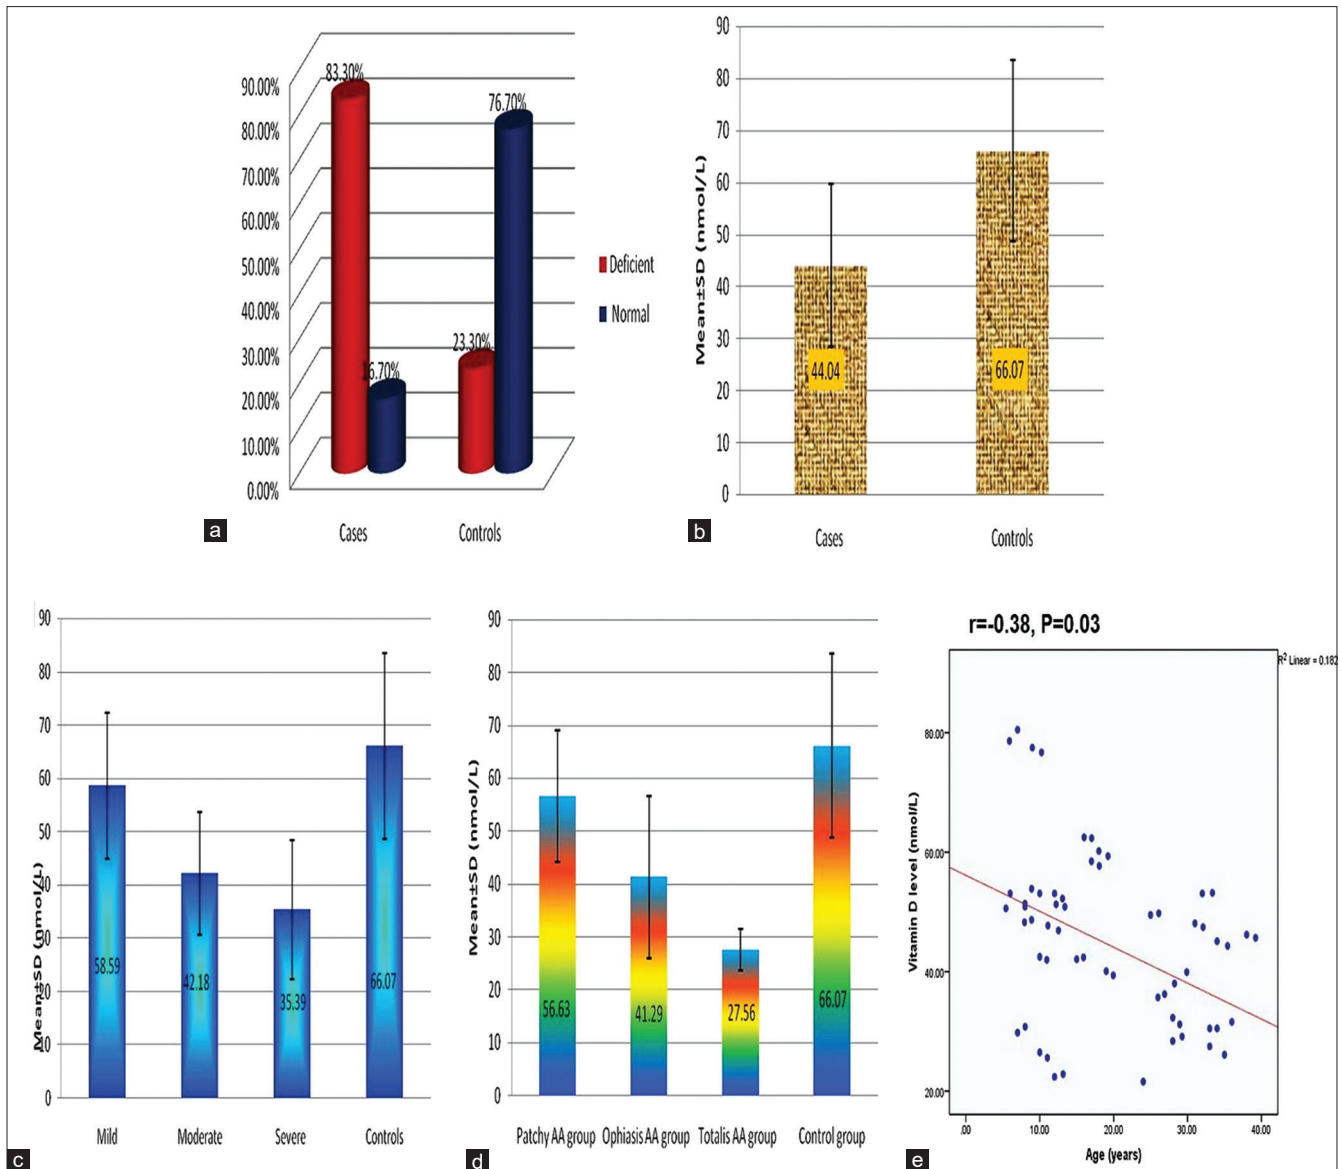 90.00%
80.00%
70.00%
60.00%
50.00%
40.00%
30.00%
20.00%
10.00%
0.00%
83.30%
16.70%
23.30%
76.70%
Cases
Controls
Deficient
Normal
a
Mean±SD (nmol/L)
90
80
70
60
50
40
30
20
10
0
44.04
66.07
Cases
Controls
b
Mean±SD (nmol/L)
90
80
70
60
50
40
30
20
10
0
58.59
42.18
35.39
66.07
Mild
Moderate
Severe
Controls
c
Mean±SD (nmol/L)
90
80
70
60
50
40
30
20
10
0
56.63
41.29
27.56
66.07
Patchy AA group
Ophiasis AA group
Totalis AA group
Control group
d
r=-0.38, P=0.03
R2 Linear = 0.182
Vitamin D level (nmol/L)
80.00
60.00
40.00
20.00
.00
10.00
20.00
30.00
40.00
Age (years)
e